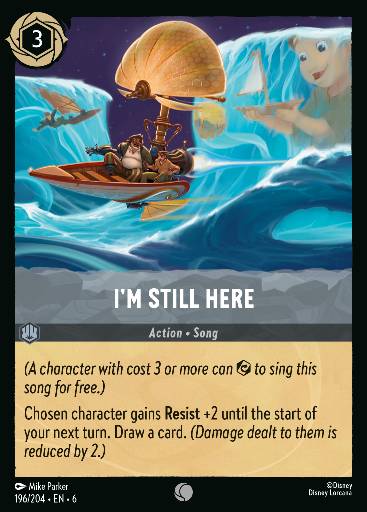 3
I'M STILL HERE
Action • Song
(A character with cost 3 or more can to sing this
song for free.)
Chosen character gains Resist +2 until the start of
your next turn. Draw a card. (Damage dealt to them is
reduced by 2.)
Mike Parker
196/204 • EN • 6
©Disney
Disney Lorcana